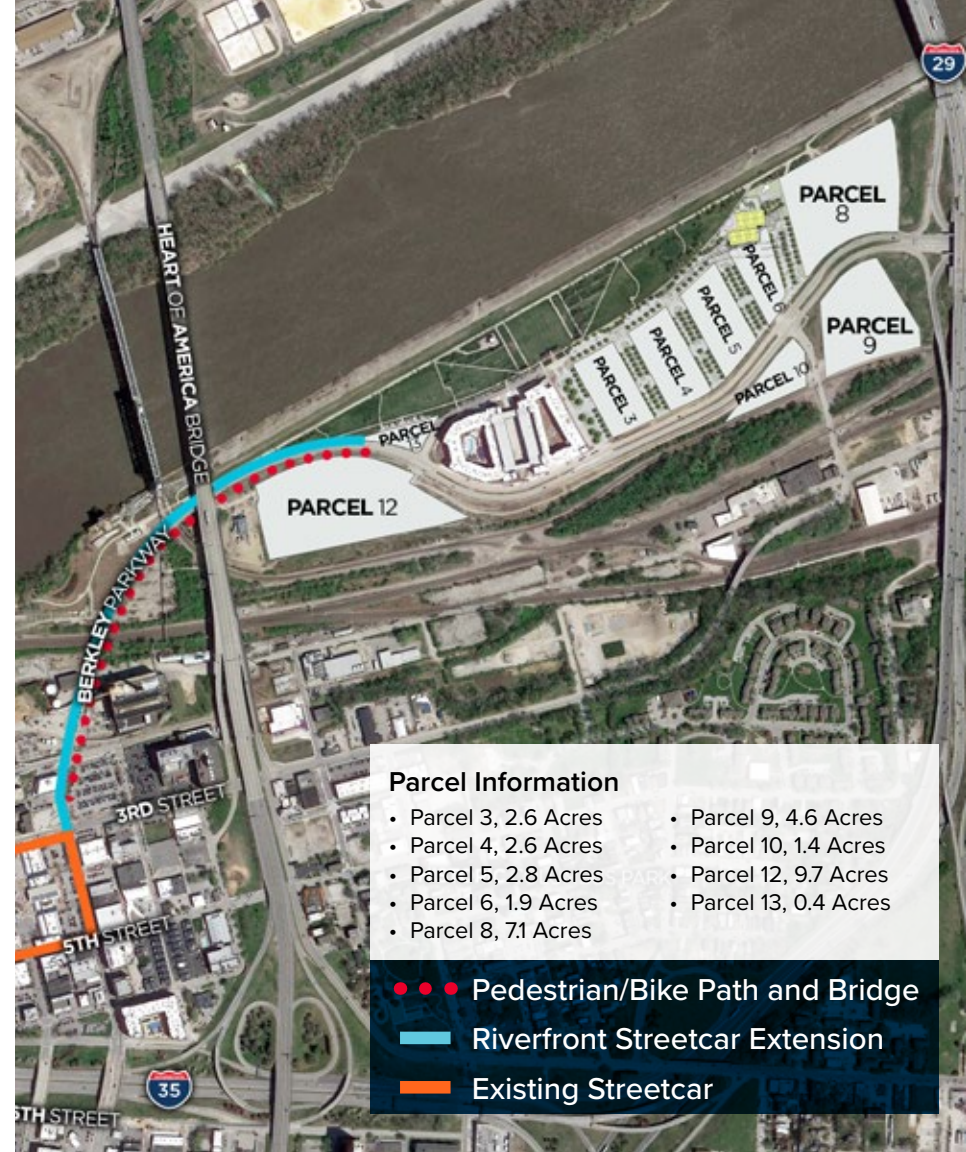 29
PARCEL
8
HEART OF AMERICA BRIDGE
PARCEL 6
PARCEL 5
PARCEL
9
PARCEL 4
PARCEL 3
PARCEL 10
PARCEL
13
PARCEL 12
BERKLEY PARKWAY
3RD STREET
5TH STREET
35
5TH STREET
Parcel Information
• Parcel 3, 2.6 Acres
• Parcel 4, 2.6 Acres
• Parcel 5, 2.8 Acres
• Parcel 6, 1.9 Acres
• Parcel 8, 7.1 Acres
• Parcel 9, 4.6 Acres
• Parcel 10, 1.4 Acres
• Parcel 12, 9.7 Acres
• Parcel 13, 0.4 Acres
Pedestrian/Bike Path and Bridge
Riverfront Streetcar Extension
Existing Streetcar